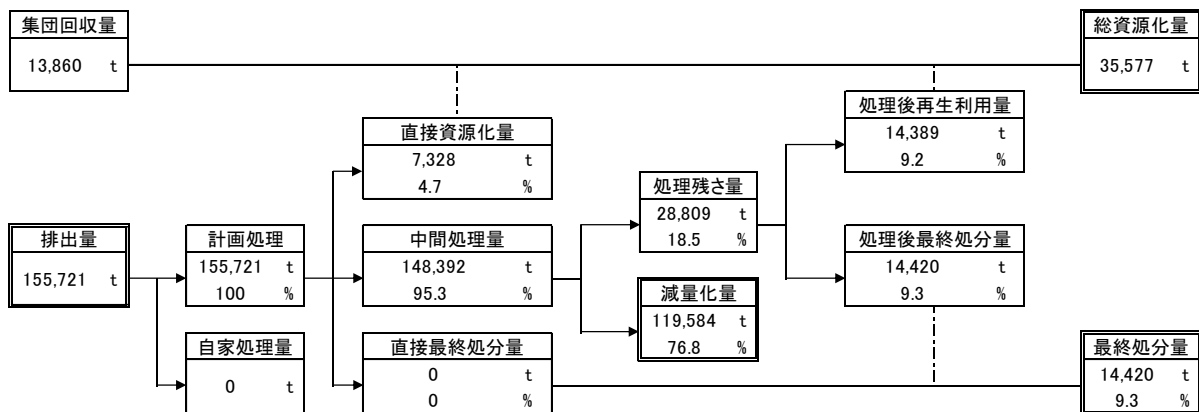 集団回収量
13,860 t
総資源化量
35,577 t
処理後再生利用量
14,389 t
9.2 %
直接資源化量
7,328 t
4.7 %
処理残さ量
28,809 t
18.5 %
排出量
155,721 t
計画処理
155,721 t
100 %
中間処理量
148,392 t
95.3 %
処理後最終処分量
14,420 t
9.3 %
減量化量
119,584 t
76.8 %
自家処理量
0 t
直接最終処分量
0 t
0 %
最終処分量
14,420 t
9.3 %